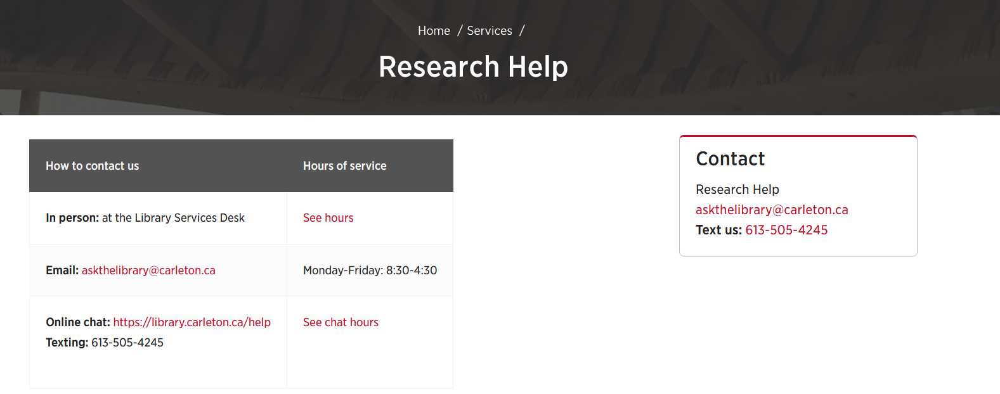 Home / Services /
Research Help
How to contact us Hours of service
In person: at the Library Services Desk See hours
Email: askthelibrary@carleton.ca Monday-Friday: 8:30-4:30
Online chat: https://library.carleton.ca/help See chat hours
Texting: 613-505-4245
Contact
Research Help
askthelibrary@carleton.ca
Text us: 613-505-4245